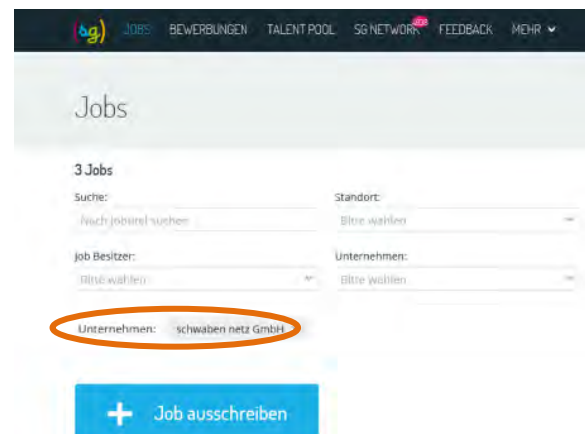 (sg) JOBS BEWERBUNGEN TALENT POOL SG NETWORK FEEDBACK MEHR
Jobs
3 Jobs
Suche: Standort:
Nach Jobtitel suchen Bitte wählen
Job Besitzer: Unternehmen:
Bitte wählen Bitte wählen
Unternehmen: schwaben netz GmbH
+ Job ausschreiben